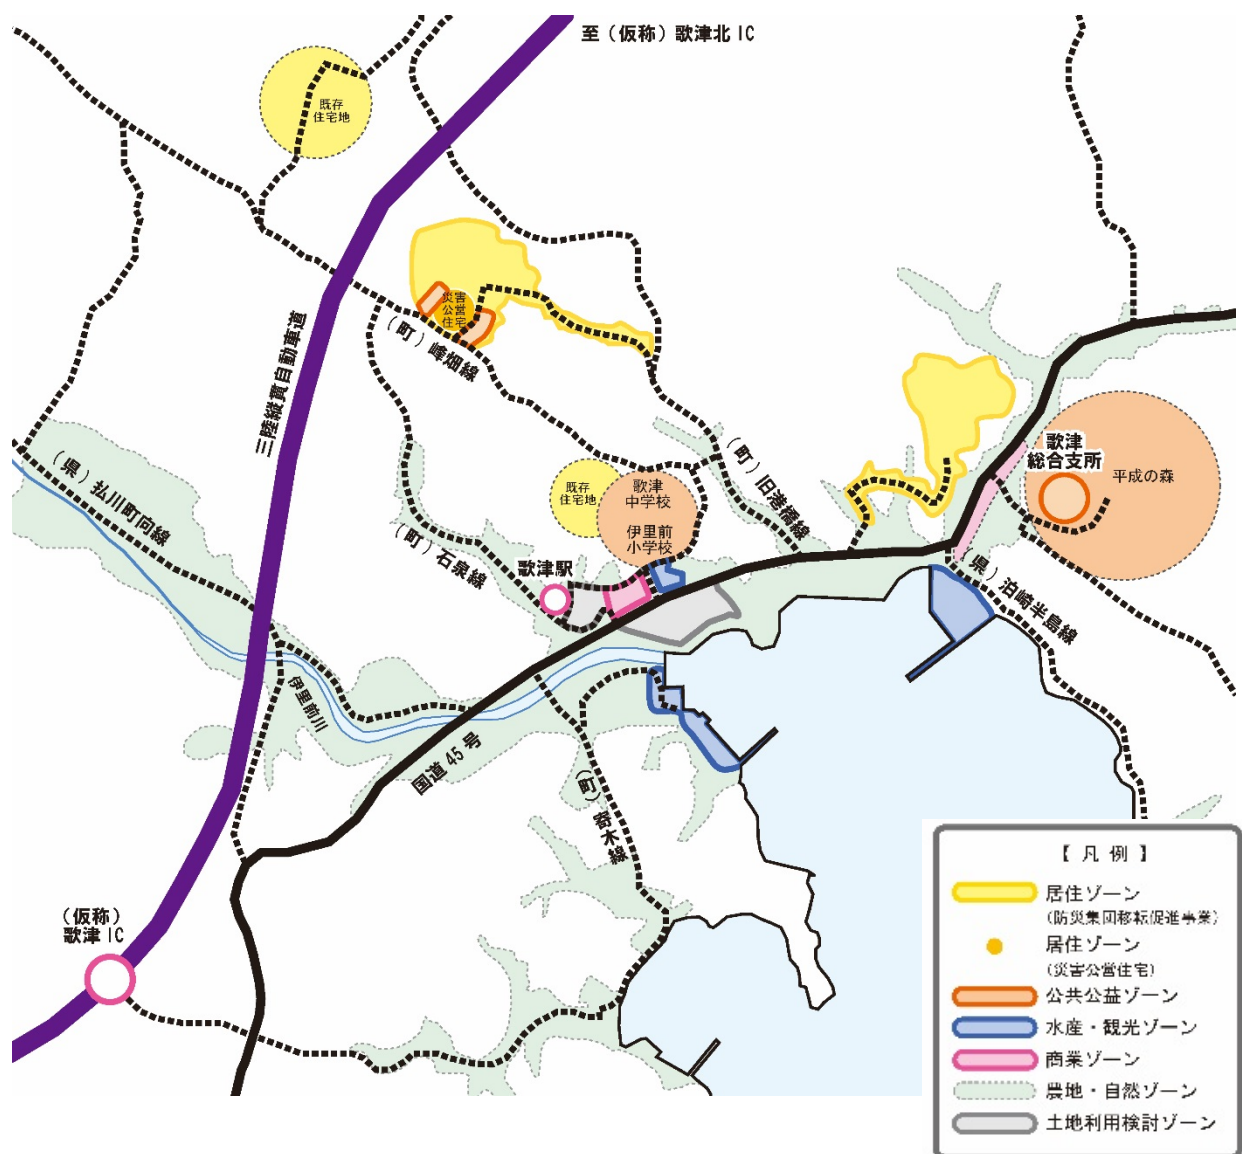 至（仮称）歌津北IC
既存
住宅地
災害
公営
住宅
（町）峰畑線
三陸縦貫自動車道
（県）払川町向線
（町）石泉線
既存
住宅地
歌津
中学校
伊里前
小学校
（町）旧港橋線
歌津
総合支所
平成の森
歌津駅
（県）泊崎半島線
伊里前川
国道45号
（町）寄木線
（仮称）
歌津IC
【凡例】
居住ゾーン
（防災集団移転促進事業）
居住ゾーン
（災害公営住宅）
公共公益ゾーン
水産・観光ゾーン
商業ゾーン
農地・自然ゾーン
土地利用検討ゾーン